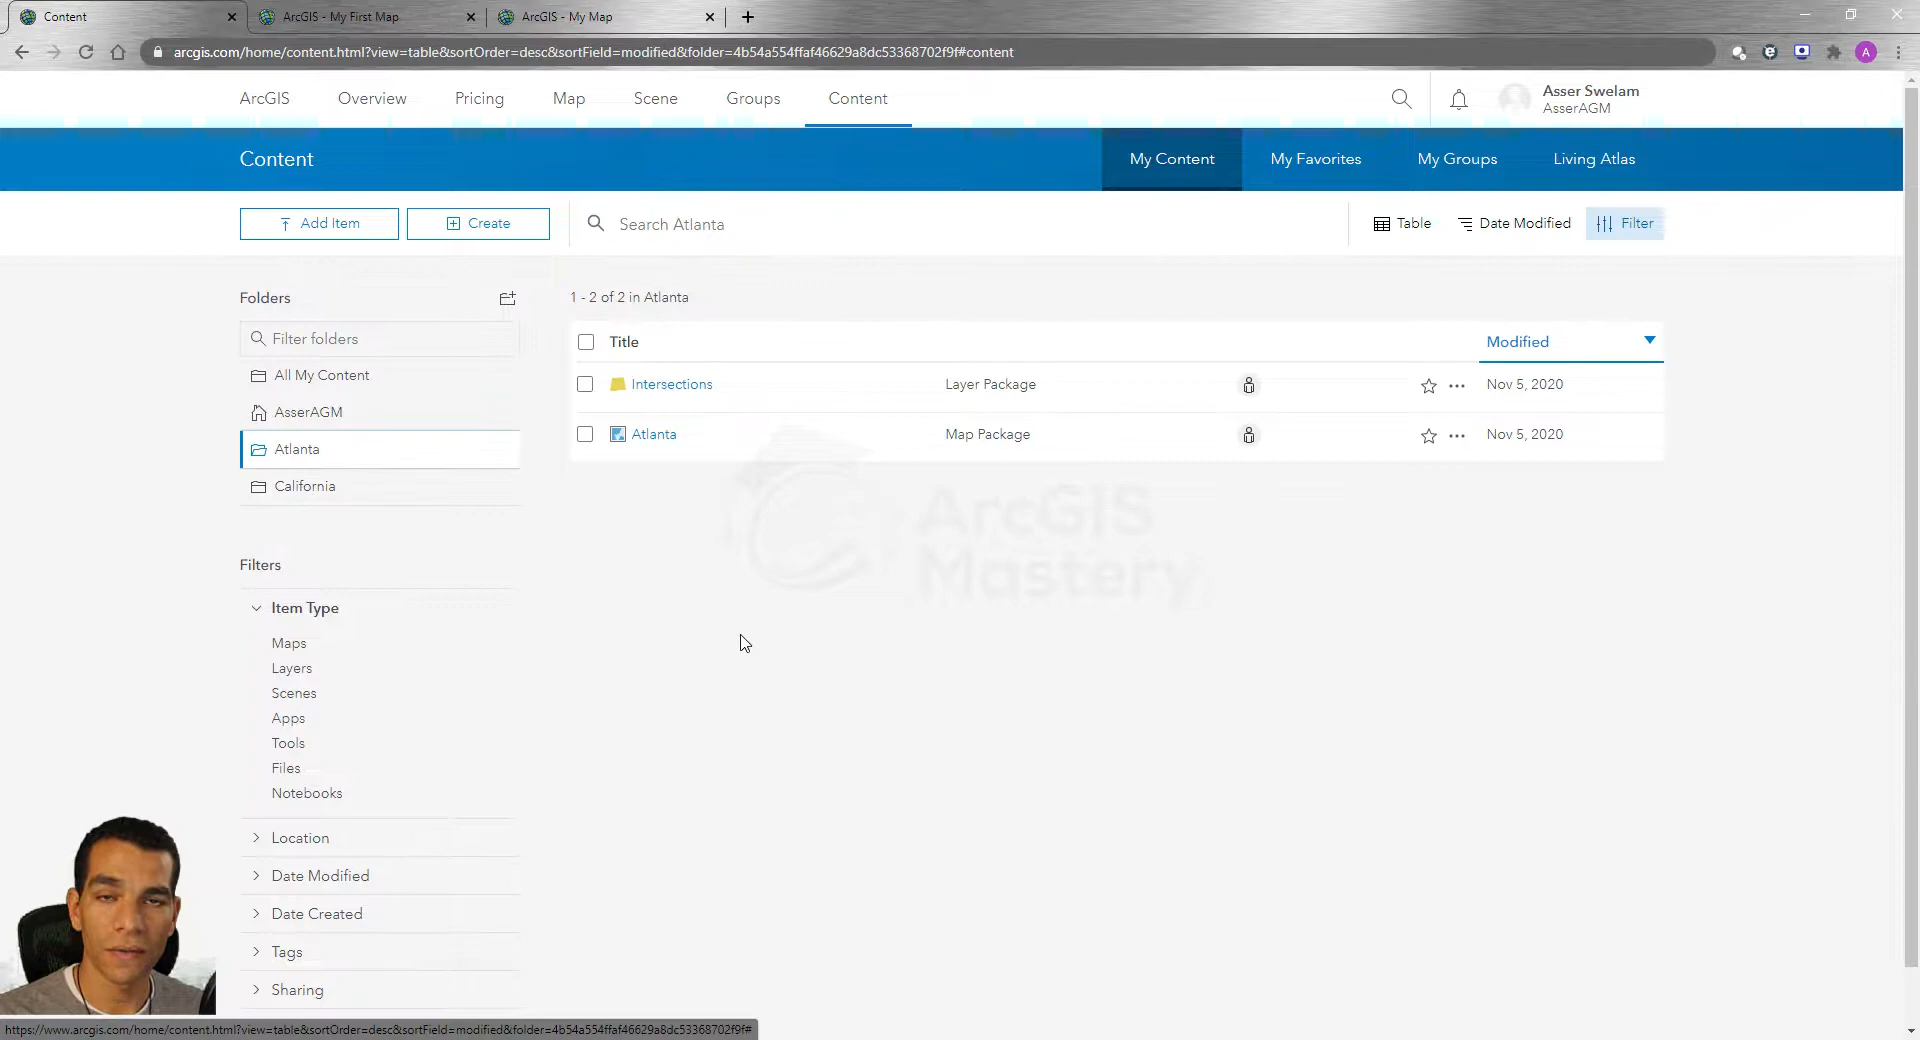 Content
ArcGIS - My First Map
ArcGIS - My Map
arcgis.com/home/content.html?view=table&sortOrder=desc&sortField=modified&folder=4b54a554ffaf46629a8dc53368702f9f#content
A
ArcGIS Overview Pricing Map Scene Groups Content
Asser Swelam
AsserAGM
Content
My Content My Favorites My Groups Living Atlas
Add Item Create Search Atlanta Table Date Modified Filter
Folders
1 - 2 of 2 in Atlanta
Filter folders
Title Modified
All My Content
Intersections Layer Package Nov 5, 2020
AsserAGM
Atlanta Map Package Nov 5, 2020
Atlanta
California
ArcGIS
Mastery
Filters
Item Type
Maps
Layers
Scenes
Apps
Tools
Files
Notebooks
Location
Date Modified
Date Created
Tags
Sharing
https://www.arcgis.com/home/content.html?view=table&sortOrder=desc&sortField=modified&folder=4b54a554ffaf46629a8dc53368702f9f#